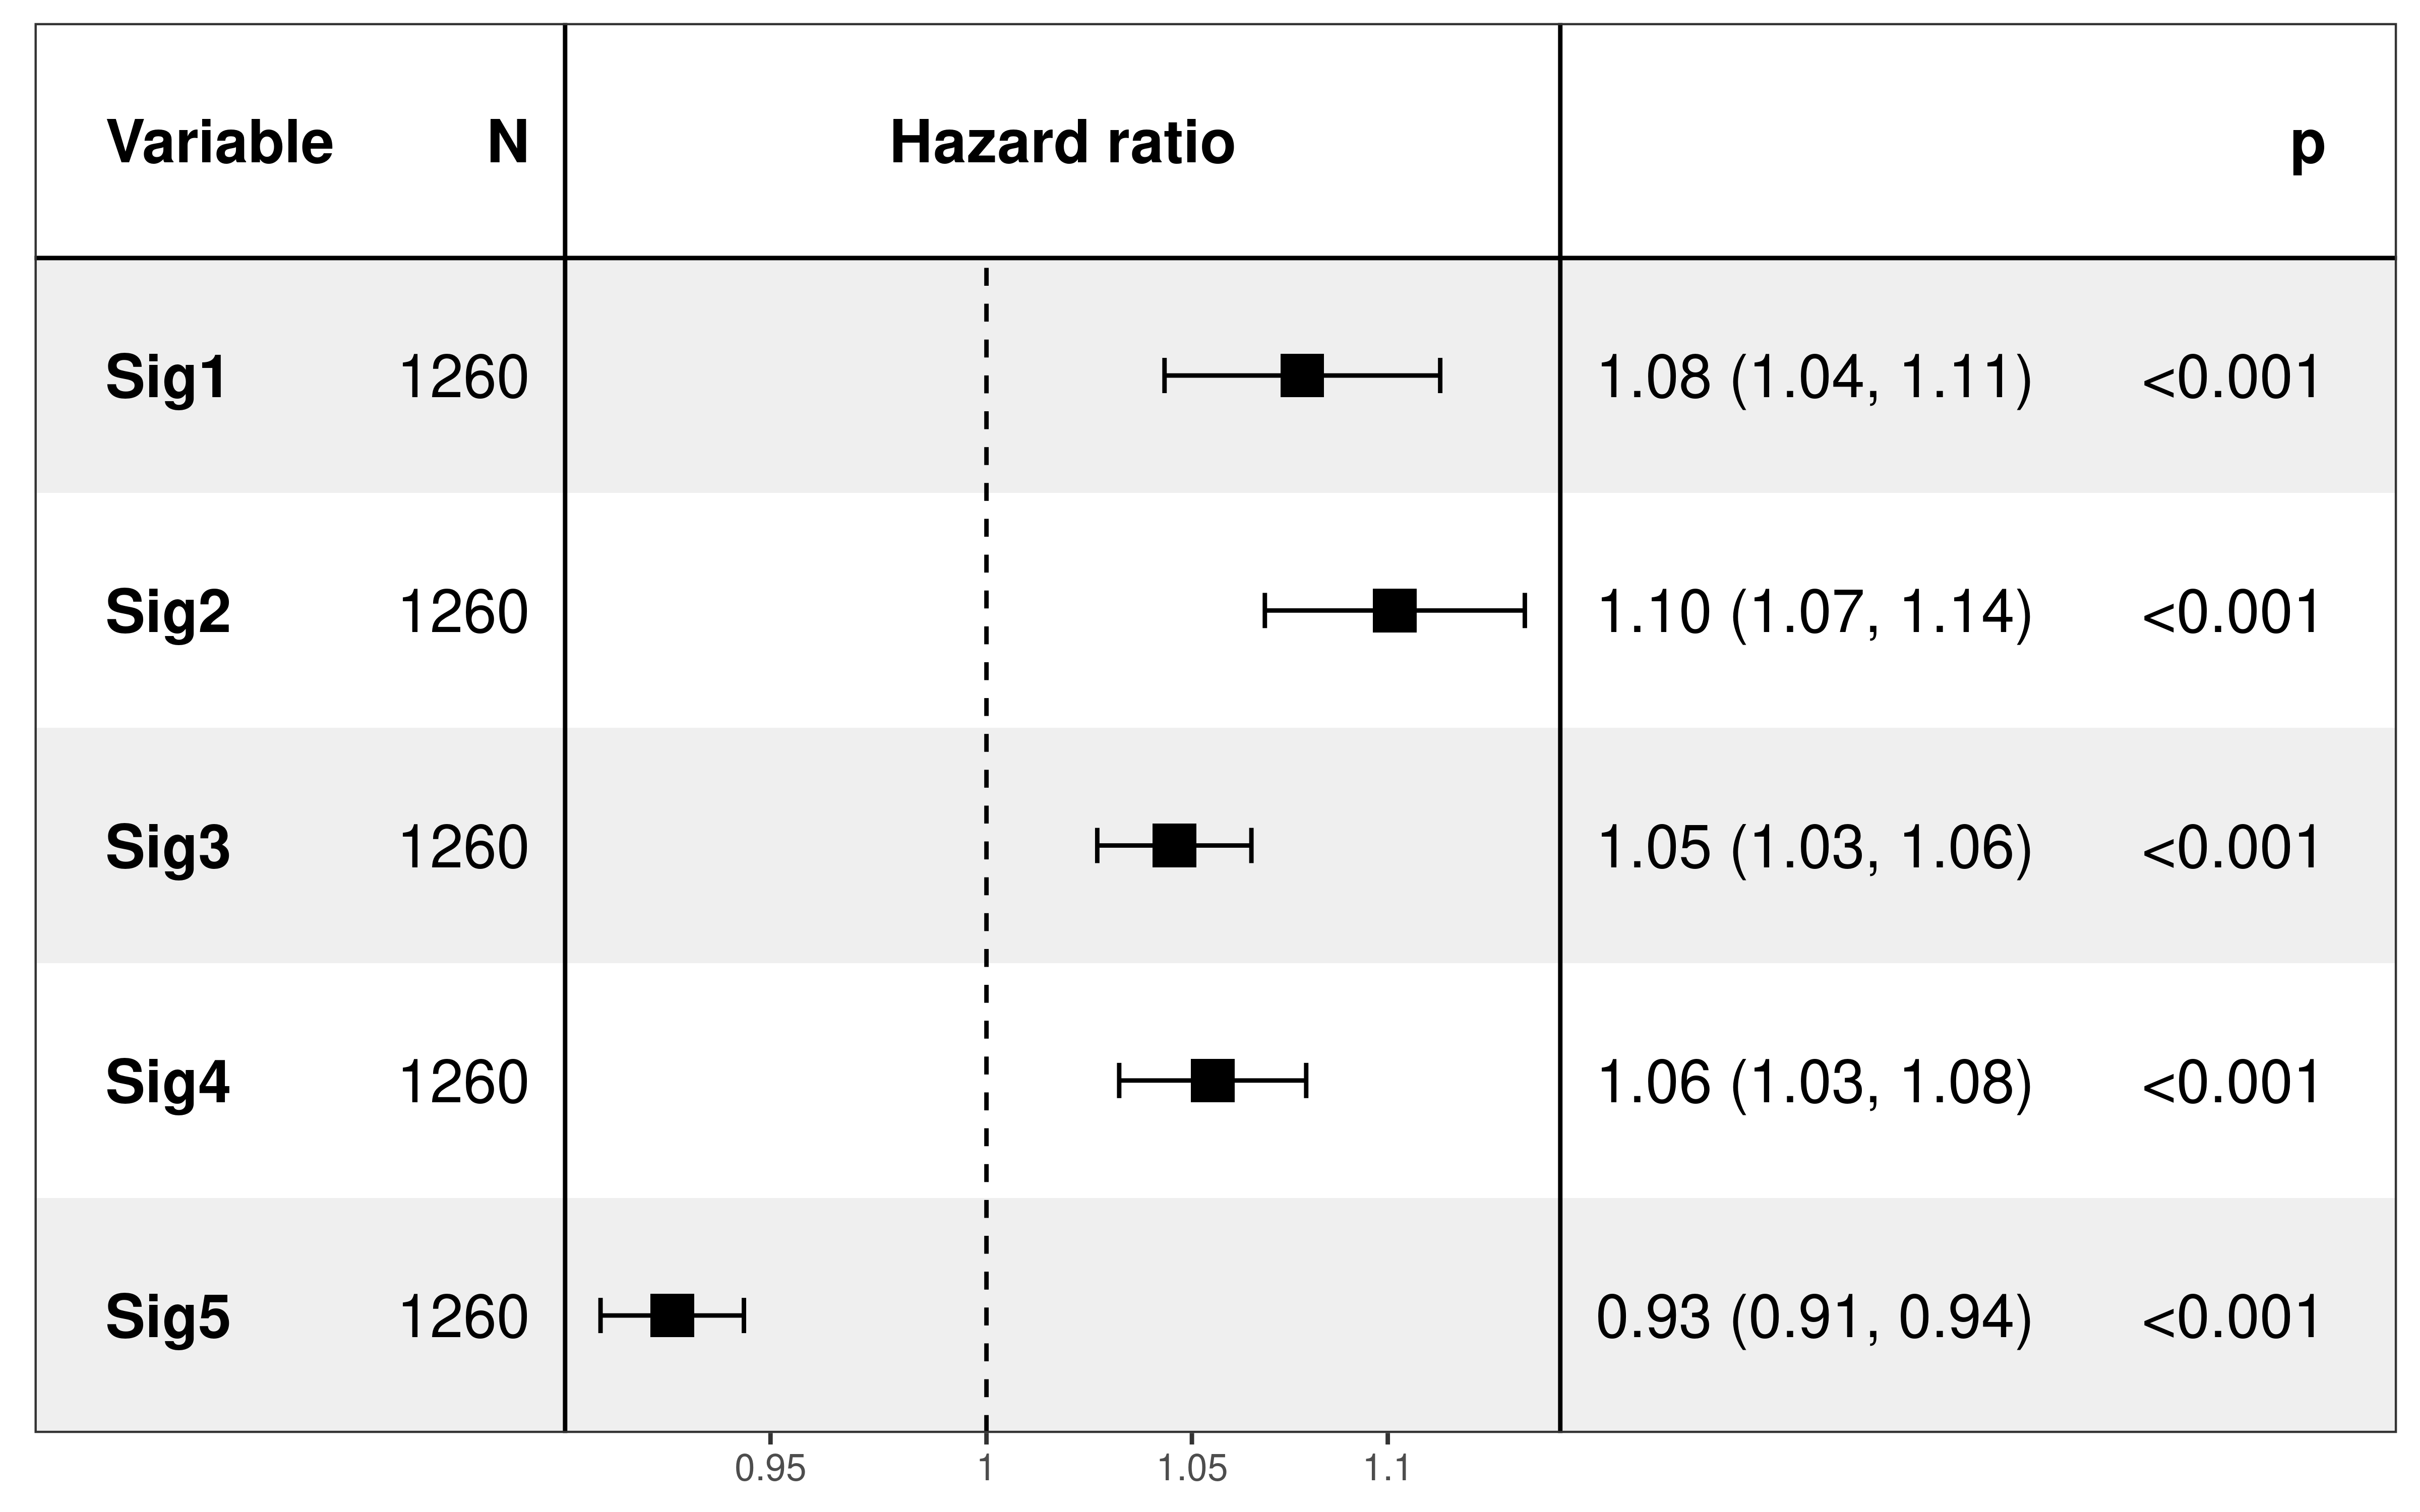 Variable N Hazard ratio p
Sig1 1260 1.08 (1.04, 1.11) <0.001
Sig2 1260 1.10 (1.07, 1.14) <0.001
Sig3 1260 1.05 (1.03, 1.06) <0.001
Sig4 1260 1.06 (1.03, 1.08) <0.001
Sig5 1260 0.93 (0.91, 0.94) <0.001
0.95 1 1.05 1.1